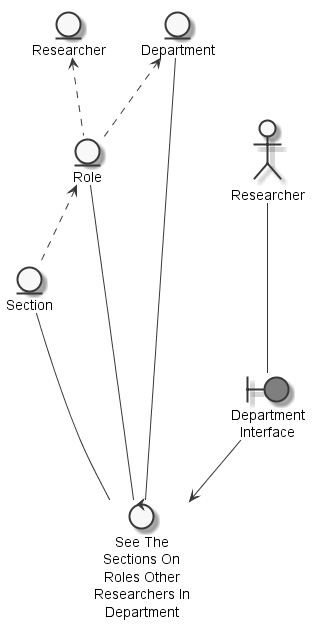 Researcher
Department
Role
Researcher
Section
Department
Interface
See The
Sections On
Roles Other
Researchers In
Department